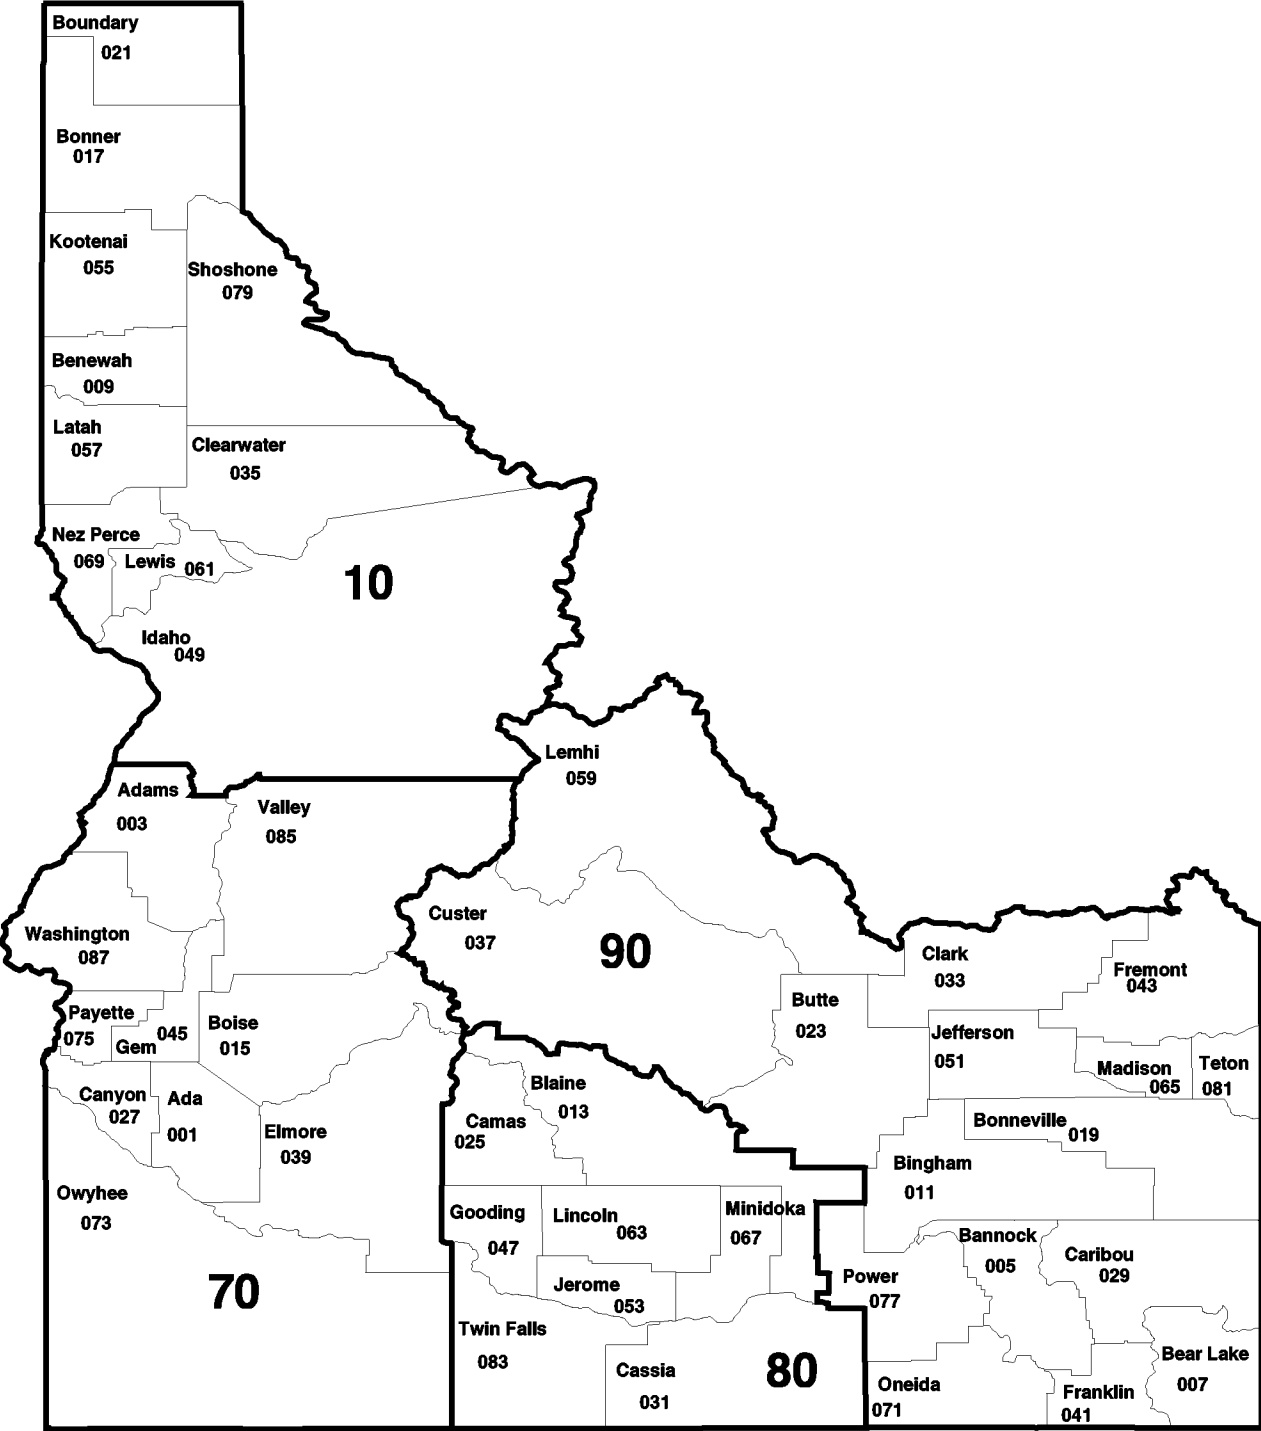 Boundary
021
Bonner
017
Kootenai
055
Shoshone
079
Benewah
009
Latah
057
Clearwater
035
Nez Perce
069
Lewis 061
10
Idaho
049
Lemhi
059
Adams
003
Valley
085
Custer
037
90
Washington
087
Clark
033
Fremont
043
Butte
023
Payette
075
Gem
045
Boise
015
Jefferson
051
Madison
065
Teton
081
Canyon
027
Ada
001
Elmore
039
Blaine
013
Camas
025
Bonneville 019
Bingham
011
Owyhee
073
70
Gooding
047
Lincoln
063
Minidoka
067
Jerome
053
Bannock
005
Caribou
029
Power
077
Twin Falls
083
Cassia
031
80
Bear Lake
007
Oneida
071
Franklin
041